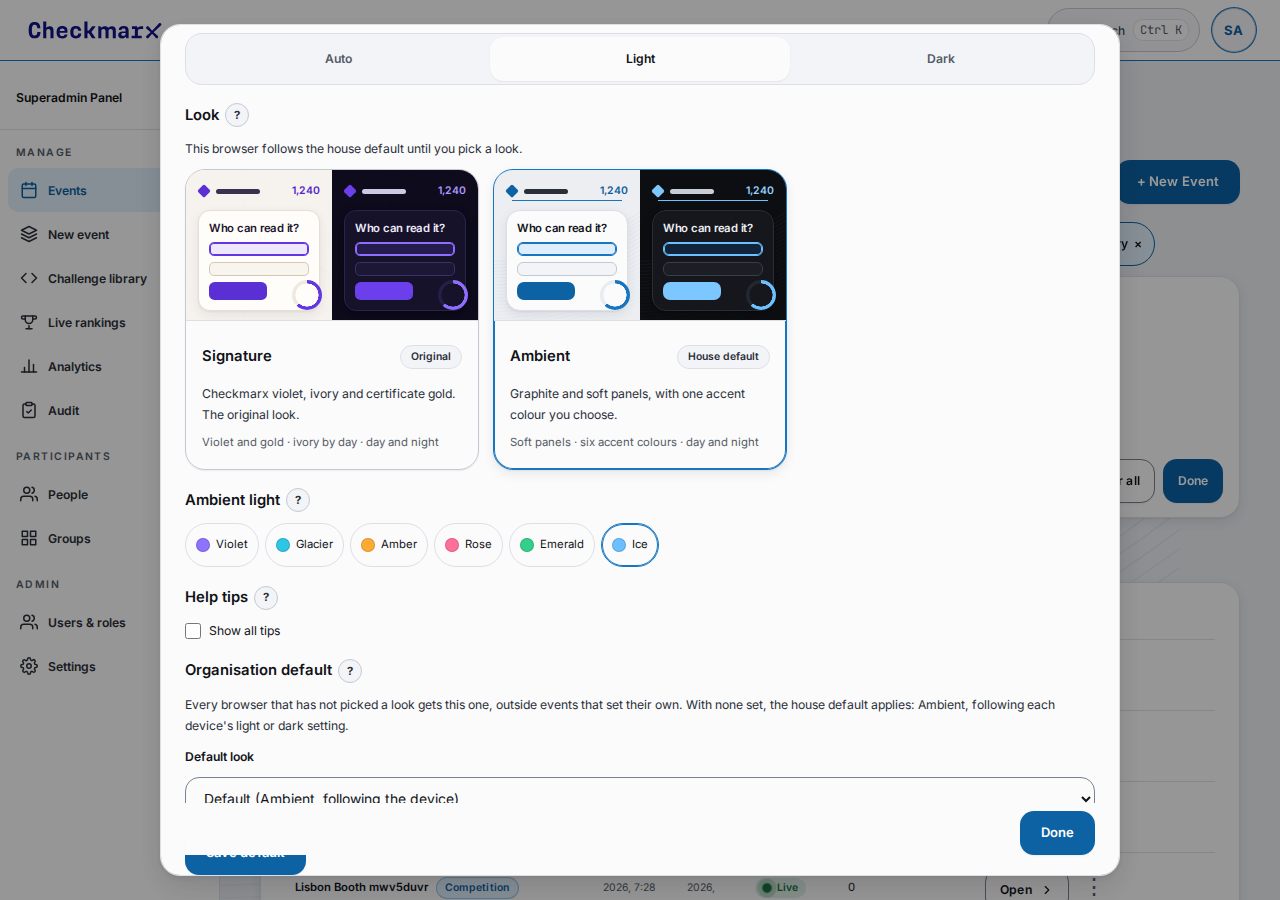 Checkmarx
Ctrl K
SA
Superadmin Panel
MANAGE
Events
New event
Challenge library
Live rankings
Analytics
Audit
PARTICIPANTS
People
Groups
ADMIN
Users & roles
Settings
Auto
Light
Dark
Look
?
This browser follows the house default until you pick a look.
1,240
Who can read it?
1,240
Who can read it?
1,240
Who can read it?
1,240
Who can read it?
Signature
Original
Checkmarx violet, ivory and certificate gold.
The original look.
Violet and gold · ivory by day · day and night
Ambient
House default
Graphite and soft panels, with one accent
colour you choose.
Soft panels · six accent colours · day and night
Ambient light
?
Violet
Glacier
Amber
Rose
Emerald
Ice
Help tips
?
Show all tips
Organisation default
?
Every browser that has not picked a look gets this one, outside events that set their own. With none set, the house default applies: Ambient, following each
device's light or dark setting.
Default look
Default (Ambient, following the device)
Done
+ New Event
all
Done
Lisbon Booth mwv5duvr
Competition
2026, 7:28
2026,
Live
0
Open